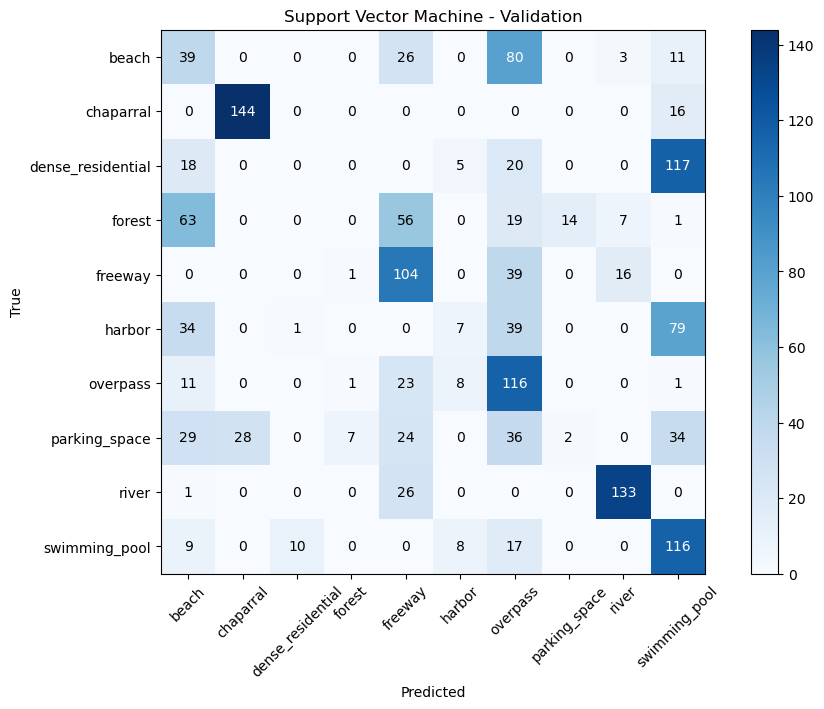 Support Vector Machine - Validation
beach 39 0 0 0 26 0 80 0 3 11
chaparral 0 144 0 0 0 0 0 0 0 16
dense_residential 18 0 0 0 0 5 20 0 0 117
forest 63 0 0 0 56 0 19 14 7 1
freeway 0 0 0 1 104 0 39 0 16 0
harbor 34 0 1 0 0 7 39 0 0 79
overpass 11 0 0 1 23 8 116 0 0 1
parking_space 29 28 0 7 24 0 36 2 0 34
river 1 0 0 0 26 0 0 0 133 0
swimming_pool 9 0 10 0 0 8 17 0 0 116
True
beach chaparral dense_residential forest freeway harbor overpass parking_space river swimming_pool
Predicted
140
120
100
80
60
40
20
0